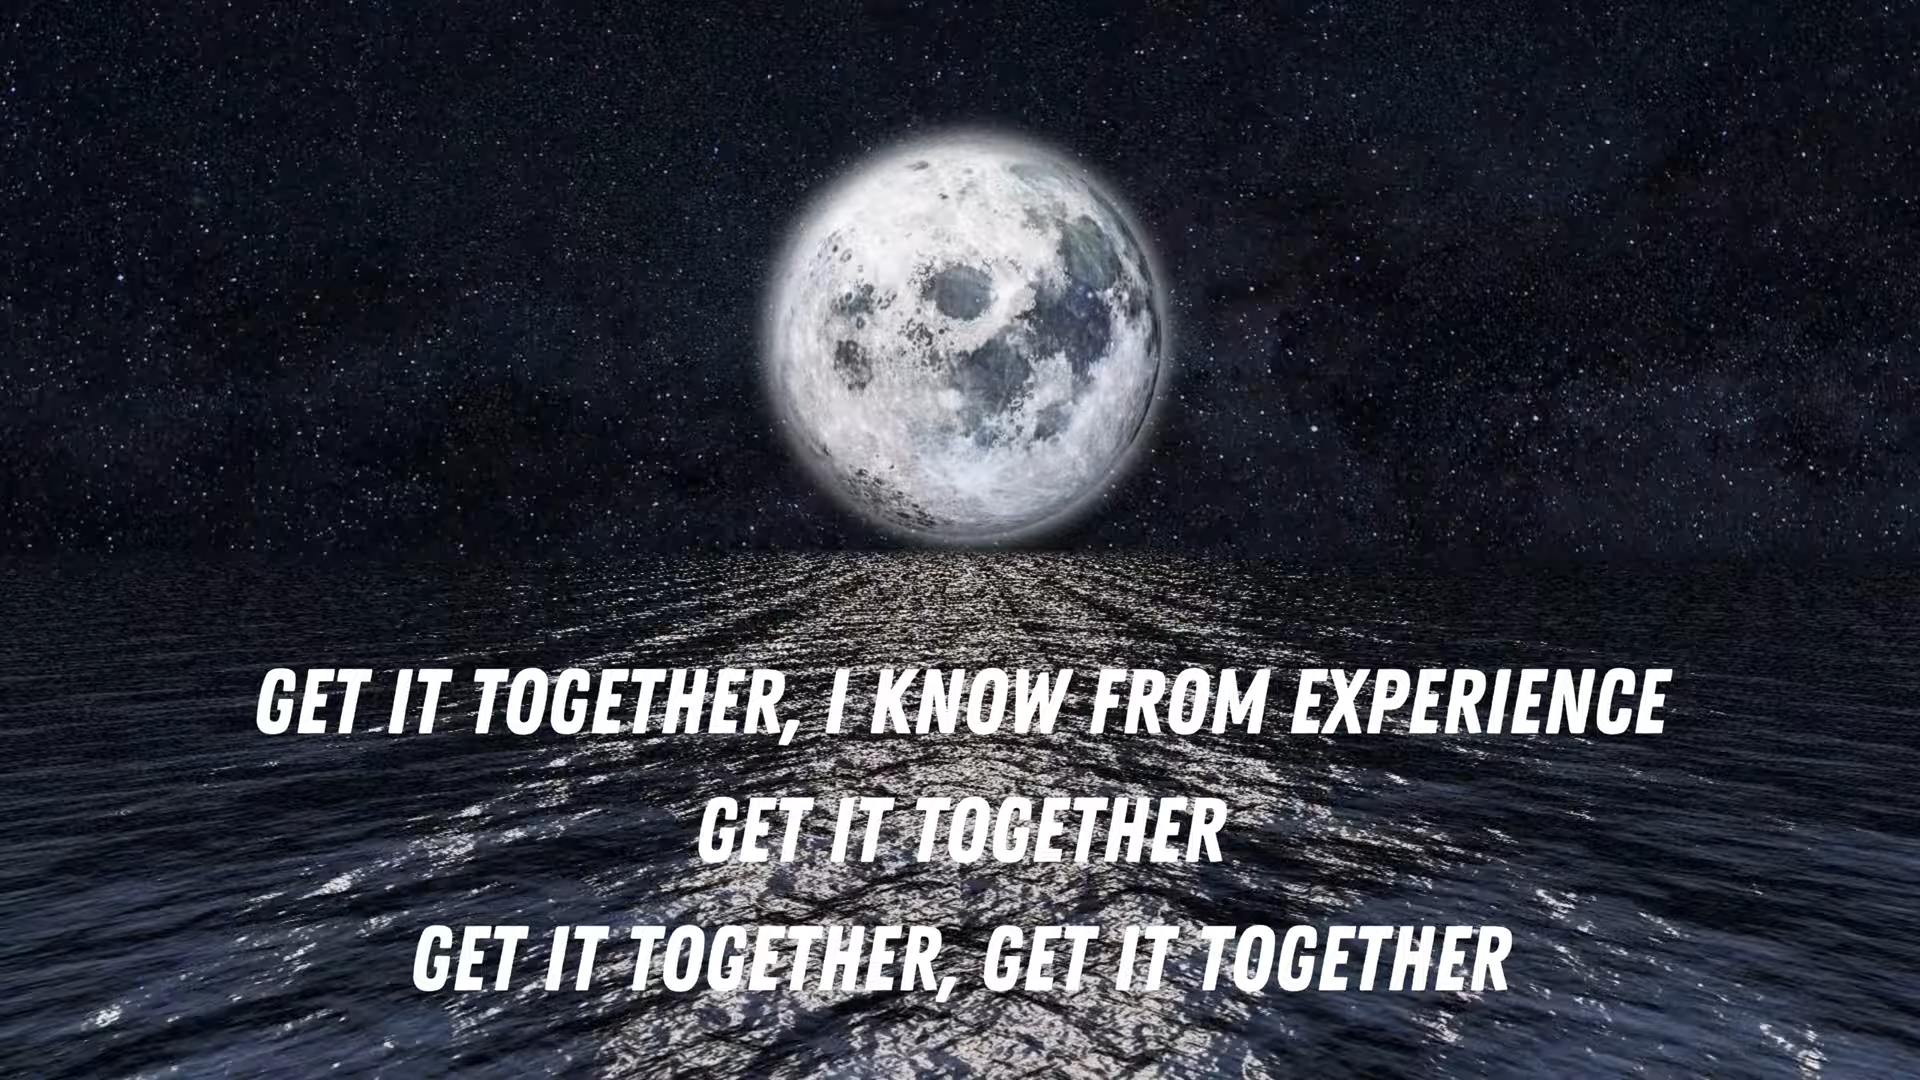 GET IT TOGETHER, I KNOW FROM EXPERIENCE
GET IT TOGETHER
GET IT TOGETHER, GET IT TOGETHER